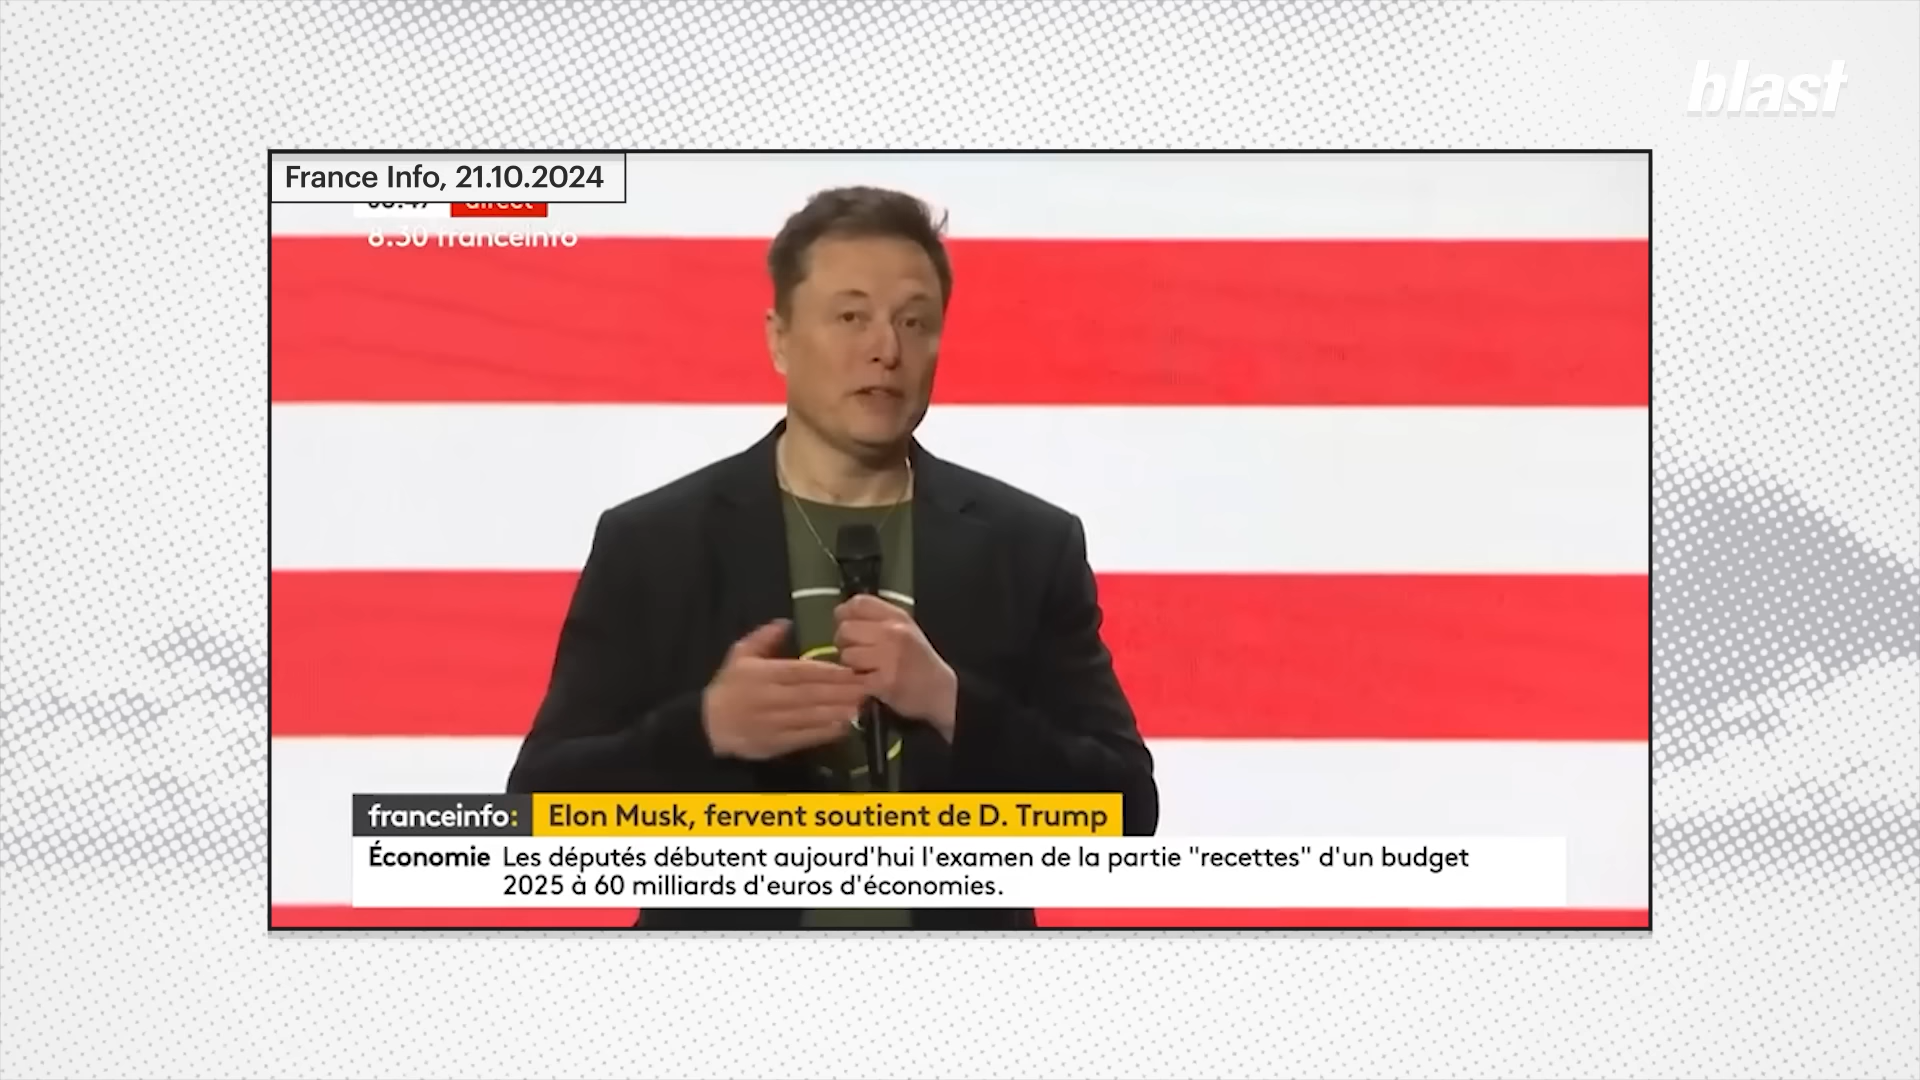 blast
France Info, 21.10.2024
direct
8.30 franceinfo
franceinfo: Elon Musk, fervent soutient de D. Trump
Économie Les députés débutent aujourd'hui l'examen de la partie "recettes" d'un budget
2025 à 60 milliards d'euros d'économies.